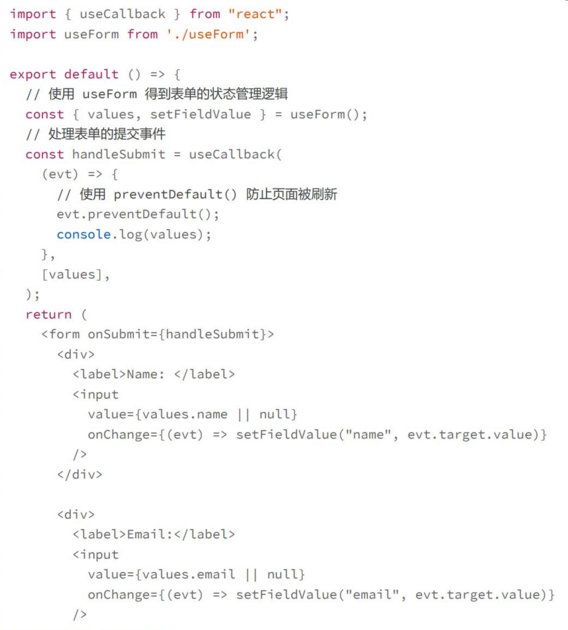 import { useCallback } from "react";
import useForm from './useForm';

export default () => {
  // 使用 useForm 得到表单的状态管理逻辑
  const { values, setFieldValue } = useForm();
  // 处理表单的提交事件
  const handleSubmit = useCallback(
    (evt) => {
      // 使用 preventDefault() 防止页面被刷新
      evt.preventDefault();
      console.log(values);
    },
    [values],
  );
  return (
    <form onSubmit={handleSubmit}>
      <div>
        <label>Name: </label>
        <input
          value={values.name || null}
          onChange={(evt) => setFieldValue("name", evt.target.value)}
        />
      </div>

      <div>
        <label>Email:</label>
        <input
          value={values.email || null}
          onChange={(evt) => setFieldValue("email", evt.target.value)}
        />